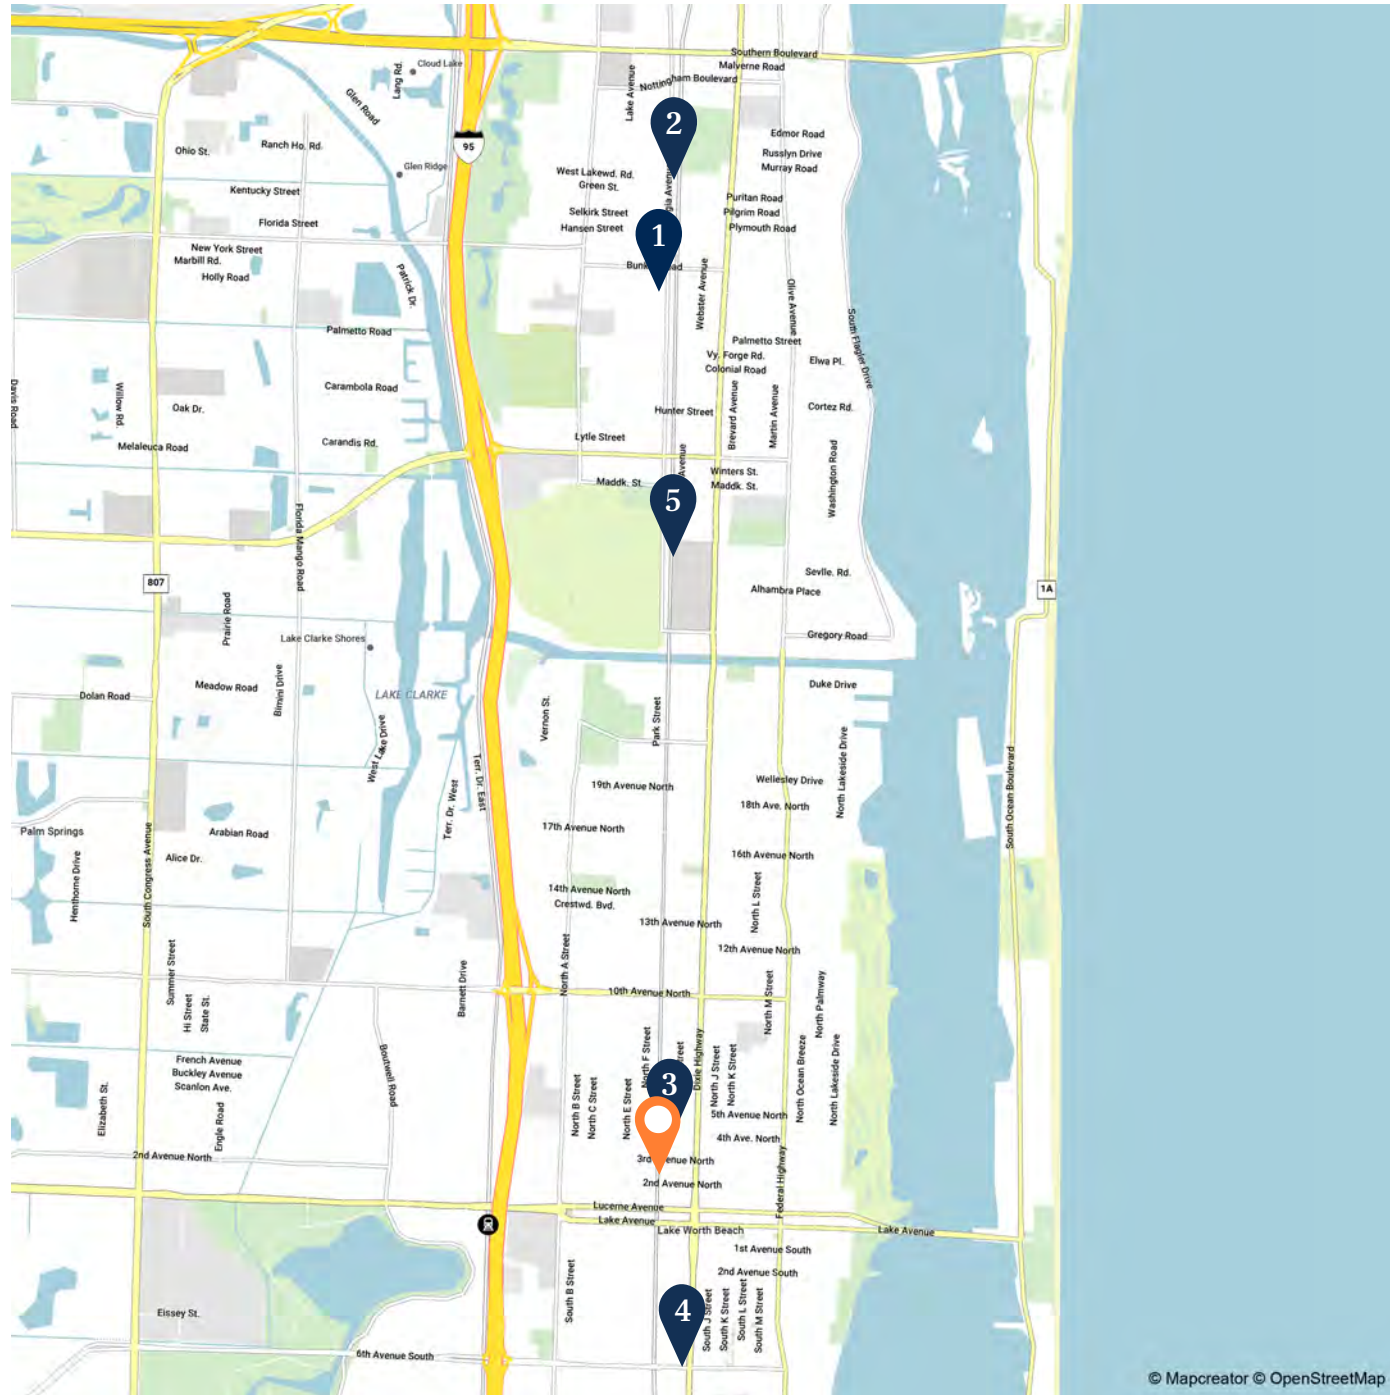 Southern Boulevard
Malverne Road
Nottingham Boulevard
Cloud Lake
Lang Rd.
Lake Avenue
Glen Road
2
Edmor Road
95
Ohio St.
Ranch Ho. Rd.
Russlyn Drive
Glen Ridge
Murray Road
West Lakewd. Rd.
Green St.
Kentucky Street
Puritan Road
Selkirk Street
Pilgrim Road
Florida Street
Hansen Street
Plymouth Road
1
New York Street
Marbill Rd.
Holly Road
Road
Patrick Dr.
Webster Avenue
Olive Avenue
South Flagler Drive
Palmetto Road
Palmetto Street
Vy. Forge Rd.
Elwa Pl.
Colonial Road
Davis Road
Willow Rd.
Carambola Road
Oak Dr.
Hunter Street
Brevard Avenue
Martin Avenue
Cortez Rd.
Lytle Street
Carandis Rd.
Melaleuca Road
Avenue
Winters St.
Maddk. St
Maddk. St.
Washington Road
5
Florida Mango Road
807
Sevlle. Rd.
Alhambra Place
1A
Prairie Road
Lake Clarke Shores
Gregory Road
Dolan Road
Meadow Road
Bimini Drive
LAKE CLARKE
Duke Drive
Vernon St.
Park Street
West Lake Drive
Terr. Dr. East
Terr. Dr. West
North Lakeside Drive
South Ocean Boulevard
19th Avenue North
Wellesley Drive
18th Ave. North
Palm Springs
Arabian Road
17th Avenue North
Alice Dr.
16th Avenue North
Henthorne Drive
South Congress Avenue
14th Avenue North
Crestwd. Bvd.
North L Street
13th Avenue North
12th Avenue North
Summer Street
Hi Street
State St.
Barnett Drive
North A Street
10th Avenue North
North M Street
North Palmway
French Avenue
Buckley Avenue
Scanlon Ave.
Elizabeth St.
Engle Road
Boutwell Road
North B Street
North C Street
North E Street
North F Street
Street
Dixie Highway
North J Street
North K Street
North Ocean Breeze
North Lakeside Drive
3
5th Avenue North
4th Ave. North
2nd Avenue North
3rd
enue North
2nd Avenue North
Federal Highway
Lucerne Avenue
Lake Avenue
Lake Worth Beach
Lake Avenue
1st Avenue South
2nd Avenue South
South B Street
4
South J Street
South K Street
South L Street
South M Street
Eissey St.
6th Avenue South
© Mapcreator © OpenStreetMap